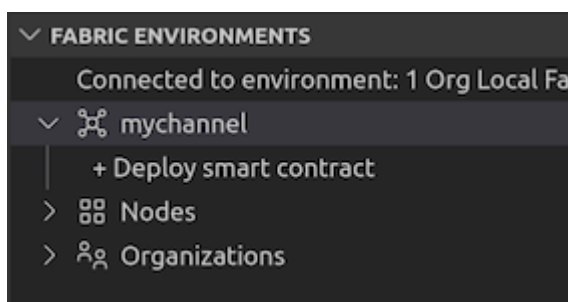 FABRIC ENVIRONMENTS
Connected to environment: 1 Org Local Fa
mychannel
+ Deploy smart contract
Nodes
Organizations